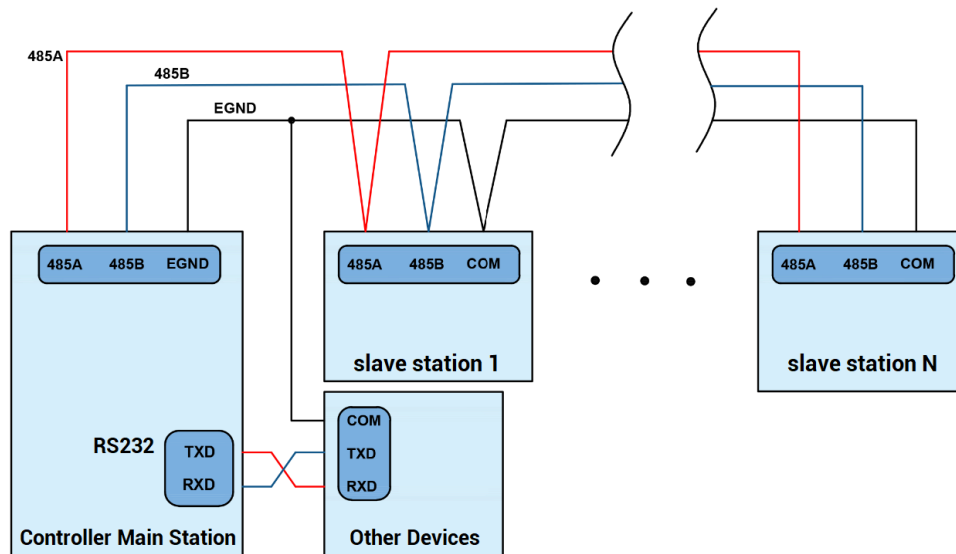 485A
485B
EGND
485A 485B EGND
485A 485B COM
485A 485B COM
slave station 1
slave station N
COM
RS232
TXD
TXD
RXD
RXD
Controller Main Station
Other Devices